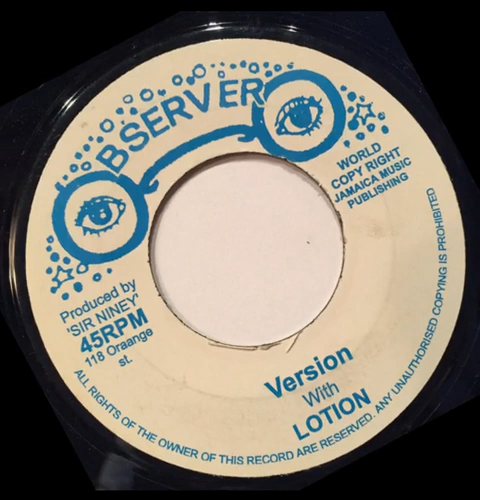 OBSERVER
WORLD
COPY RIGHT
JAMAICA MUSIC
PUBLISHING
Produced by
'SIR NINEY'
45RPM
118 Oraange
st.
Version
With
LOTION
ALL RIGHTS OF THE OWNER OF THIS RECORD ARE RESERVED. ANY UNAUTHORISED COPYING IS PROHIBITED